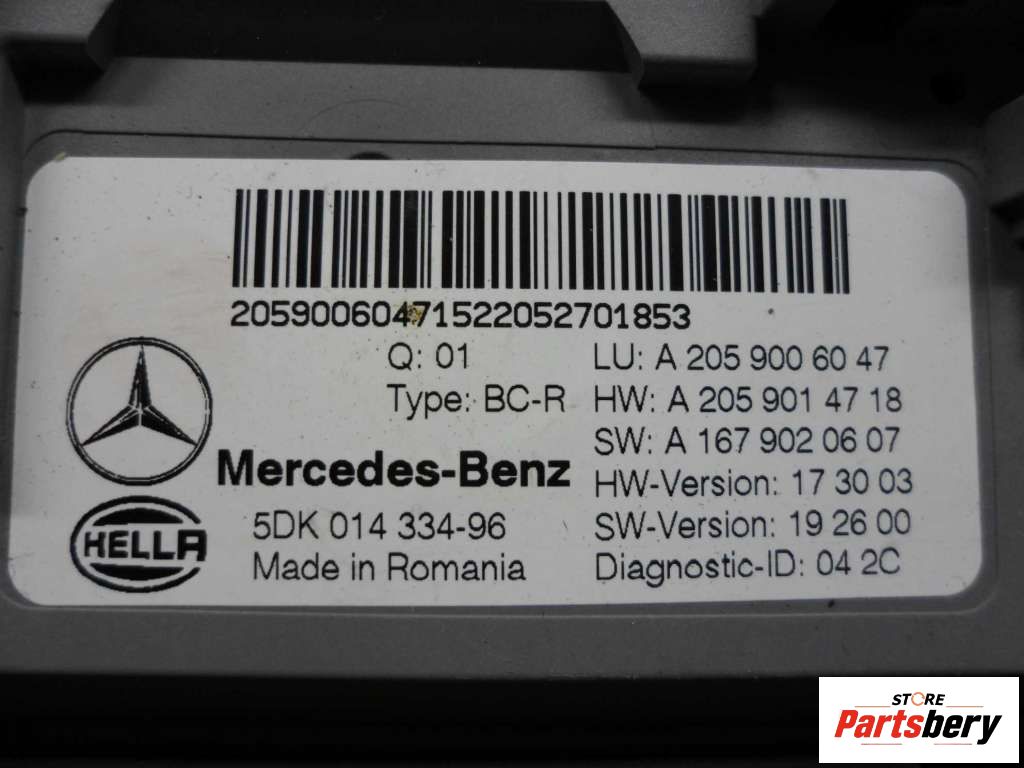 20590060471522052701853
Q: 01
LU: A 205 900 60 47
Type: BC-R
HW: A 205 901 47 18
SW: A 167 902 06 07
Mercedes-Benz
HW-Version: 17 30 03
HELLA
5DK 014 334-96
SW-Version: 19 26 00
Made in Romania
Diagnostic-ID: 04 2C
STORE
Partsbery